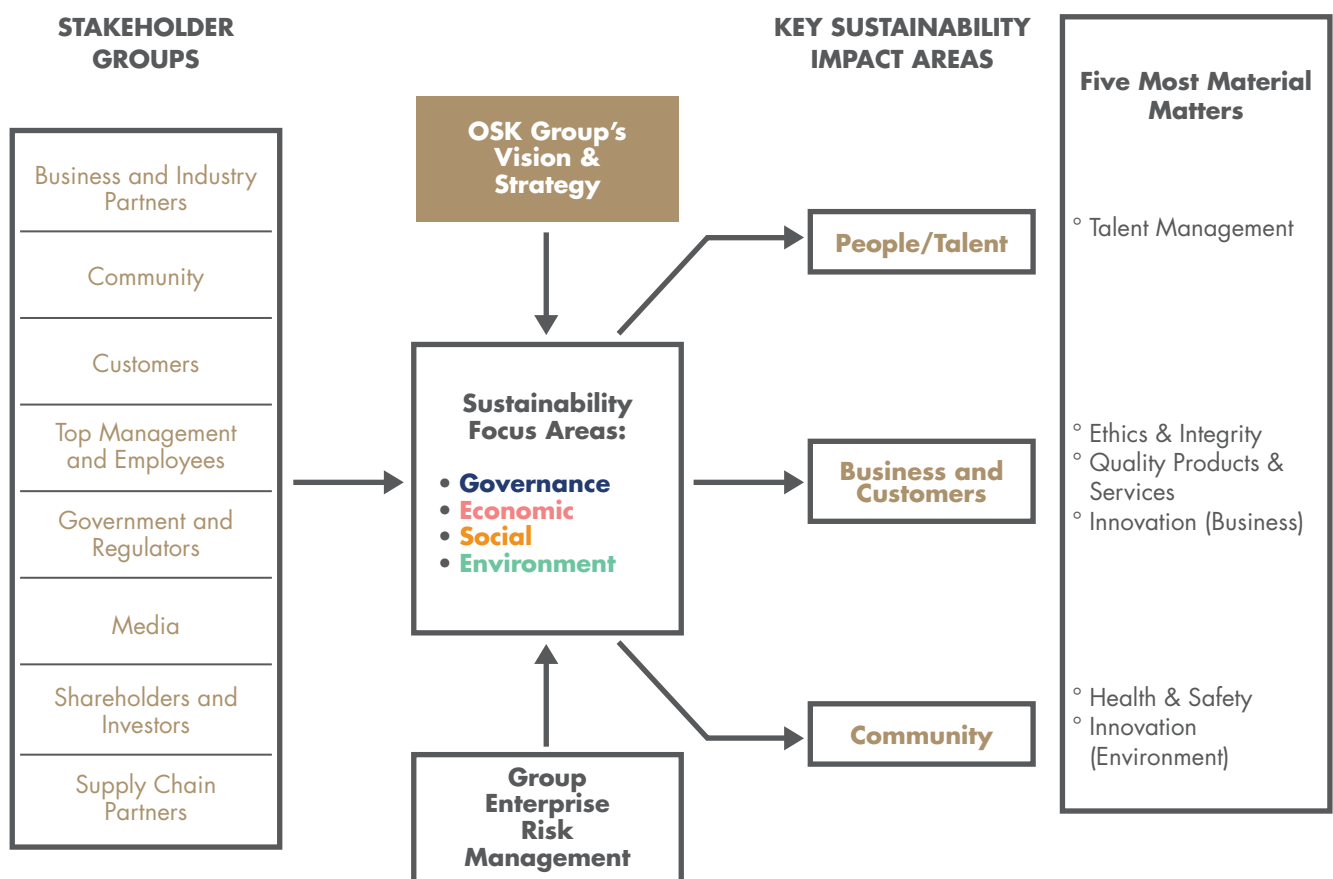 STAKEHOLDER
GROUPS
Business and Industry
Partners
Community
Customers
Top Management
and Employees
Government and
Regulators
Media
Shareholders and
Investors
Supply Chain
Partners
OSK Group’s
Vision &
Strategy
Sustainability
Focus Areas:
• Governance
• Economic
• Social
• Environment
Group
Enterprise
Risk
Management
KEY SUSTAINABILITY
IMPACT AREAS
People/Talent
Business and
Customers
Community
Five Most Material
Matters
° Talent Management
° Ethics & Integrity
° Quality Products &
Services
° Innovation (Business)
° Health & Safety
° Innovation
(Environment)